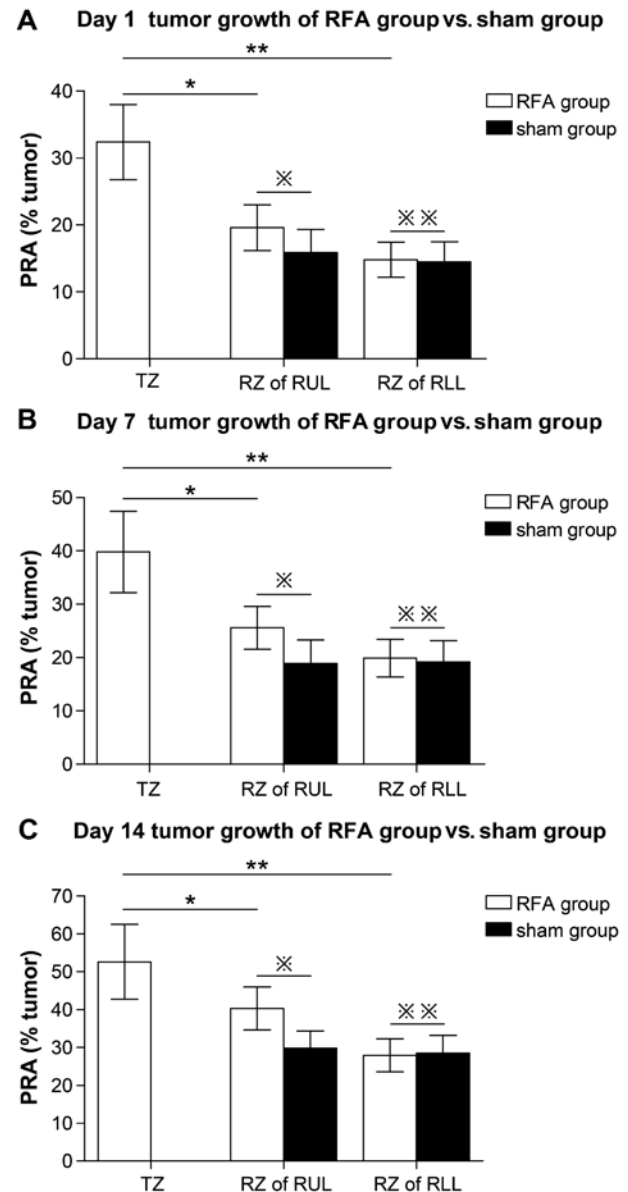 A Day 1 tumor growth of RFA group vs. sham group
**
*
RFA group
sham group
※
※ ※
PRA (% tumor)
40
30
20
10
0
TZ
RZ of RUL
RZ of RLL
B Day 7 tumor growth of RFA group vs. sham group
**
*
RFA group
sham group
※
※ ※
PRA (% tumor)
50
40
30
20
10
0
TZ
RZ of RUL
RZ of RLL
C Day 14 tumor growth of RFA group vs. sham group
**
*
RFA group
sham group
※
※ ※
PRA (% tumor)
70
60
50
40
30
20
10
0
TZ
RZ of RUL
RZ of RLL